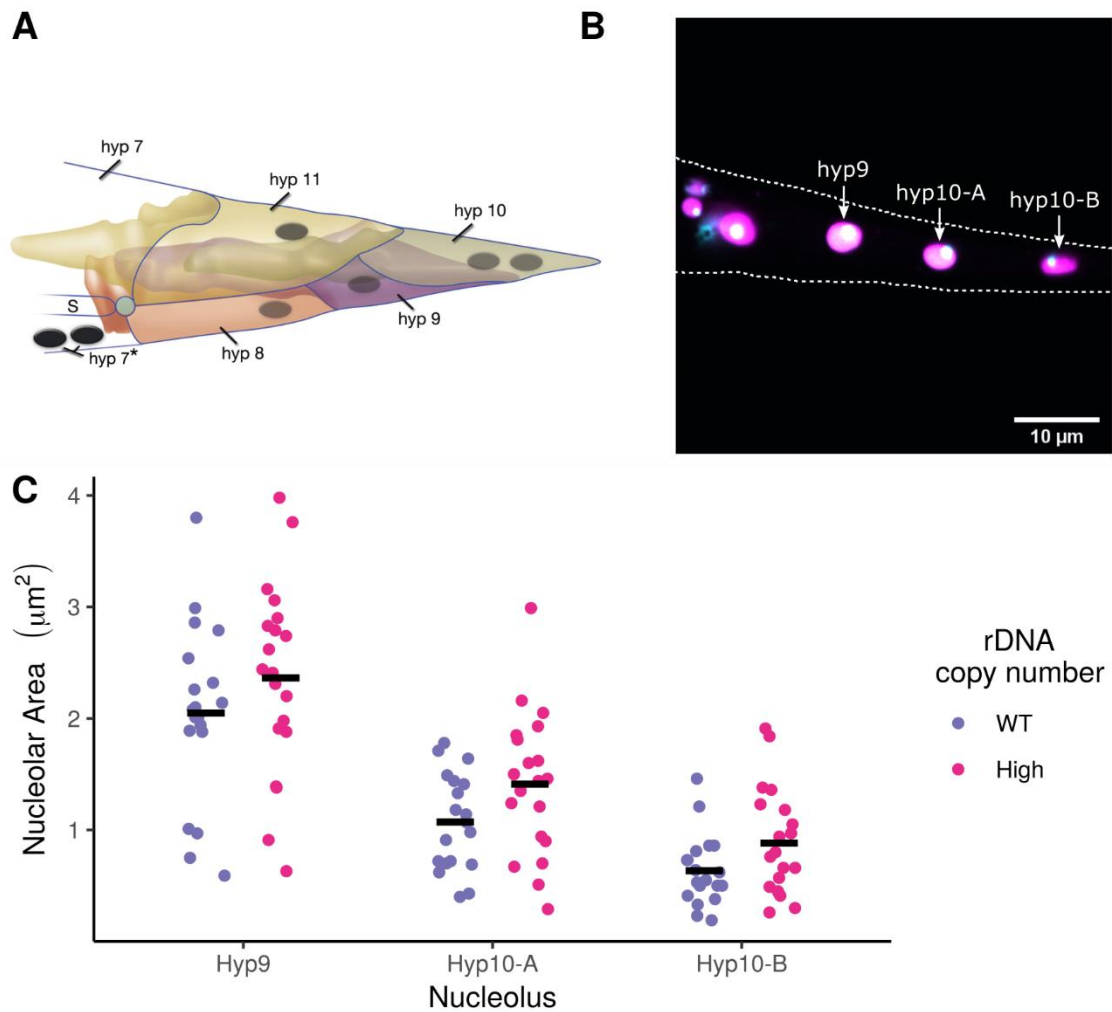 A
hyp 7
hyp 11
hyp 10
S
hyp 9
hyp 8
hyp 7*
B
hyp9
hyp10-A
hyp10-B
10 µm
C
Nucleolar Area (µm²)
4
3
2
1
Hyp9
Hyp10-A
Hyp10-B
Nucleolus
rDNA
copy number
WT
High